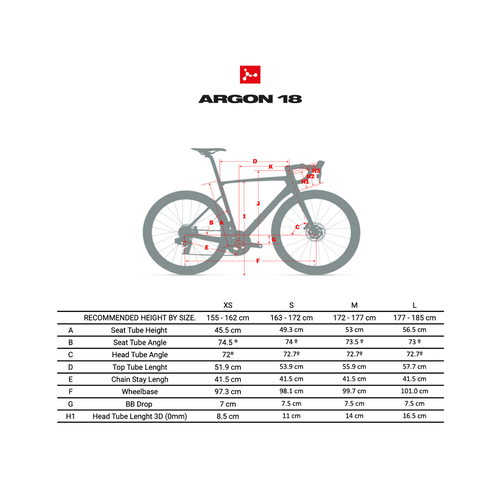 ARGON 18
D
K
H3
H2
H1
J
I
A
B
C
G
E
F
XS S M L
RECOMMENDED HEIGHT BY SIZE. 155 - 162 cm 163 - 172 cm 172 - 177 cm 177 - 185 cm
A Seat Tube Height 45.5 cm 49.3 cm 53 cm 56.5 cm
B Seat Tube Angle 74.5 º 74 º 73.5 º 73 º
C Head Tube Angle 72º 72.7º 72.7º 72.7º
D Top Tube Lenght 51.9 cm 53.9 cm 55.9 cm 57.7 cm
E Chain Stay Lengh 41.5 cm 41.5 cm 41.5 cm 41.5 cm
F Wheelbase 97.3 cm 98.1 cm 99.7 cm 101.0 cm
G BB Drop 7 cm 7.5 cm 7.5 cm 7.5 cm
H1 Head Tube Lenght 3D (0mm) 8.5 cm 11 cm 14 cm 16.5 cm